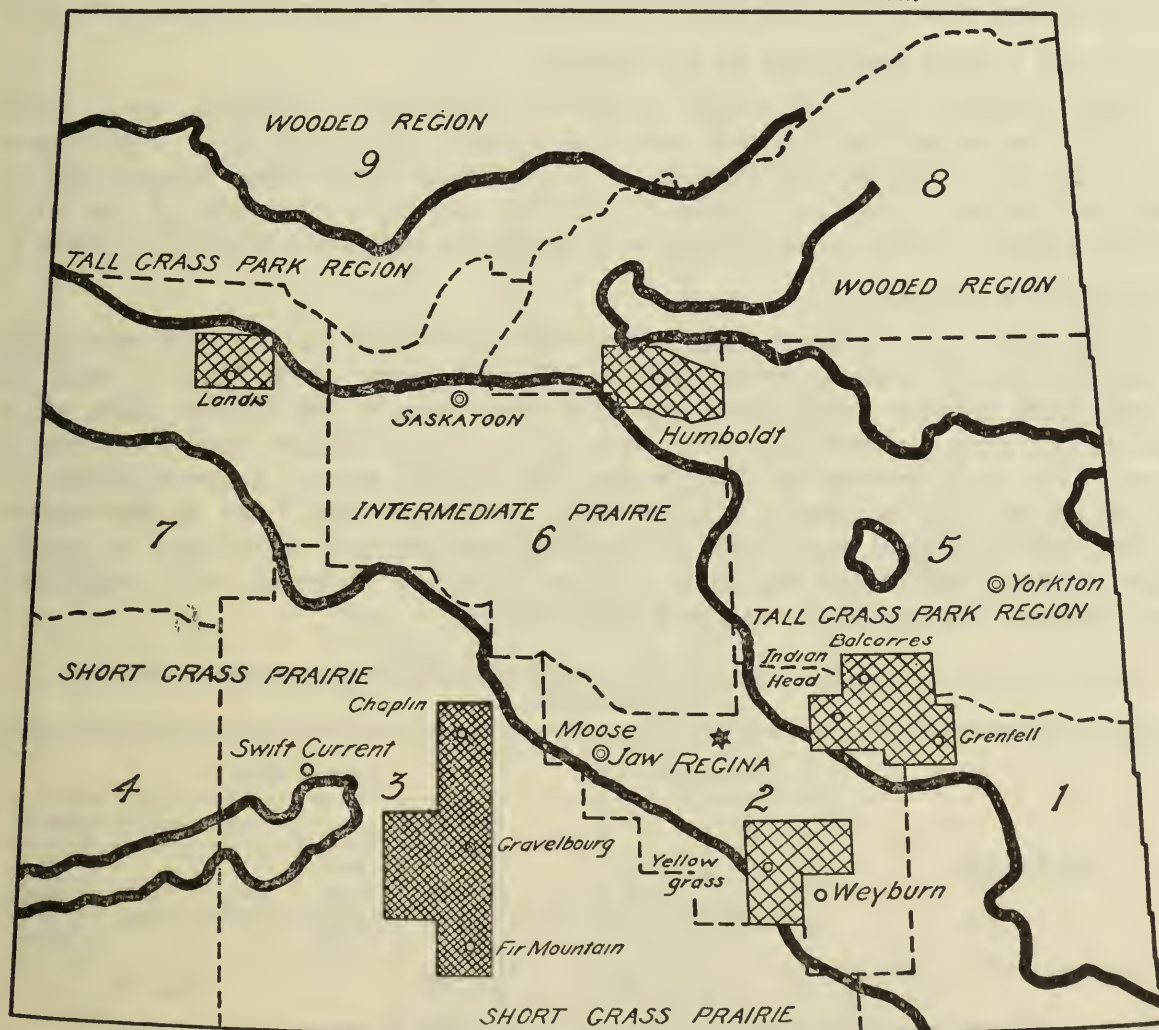 WOODED REGION
9
8
TALL GRASS PARK REGION
WOODED REGION
Landis
SASKATOON
Humboldt
INTERMEDIATE PRAIRIE
7
6
5
Yorkton
TALL GRASS PARK REGION
Balcarres
Indian
Head
SHORT GRASS PRAIRIE
Chaplin
Grenfell
Moose
Jaw
REGINA
Swift Current
4
3
2
1
Gravelbourg
Yellow
grass
Weyburn
Fir Mountain
SHORT GRASS PRAIRIE